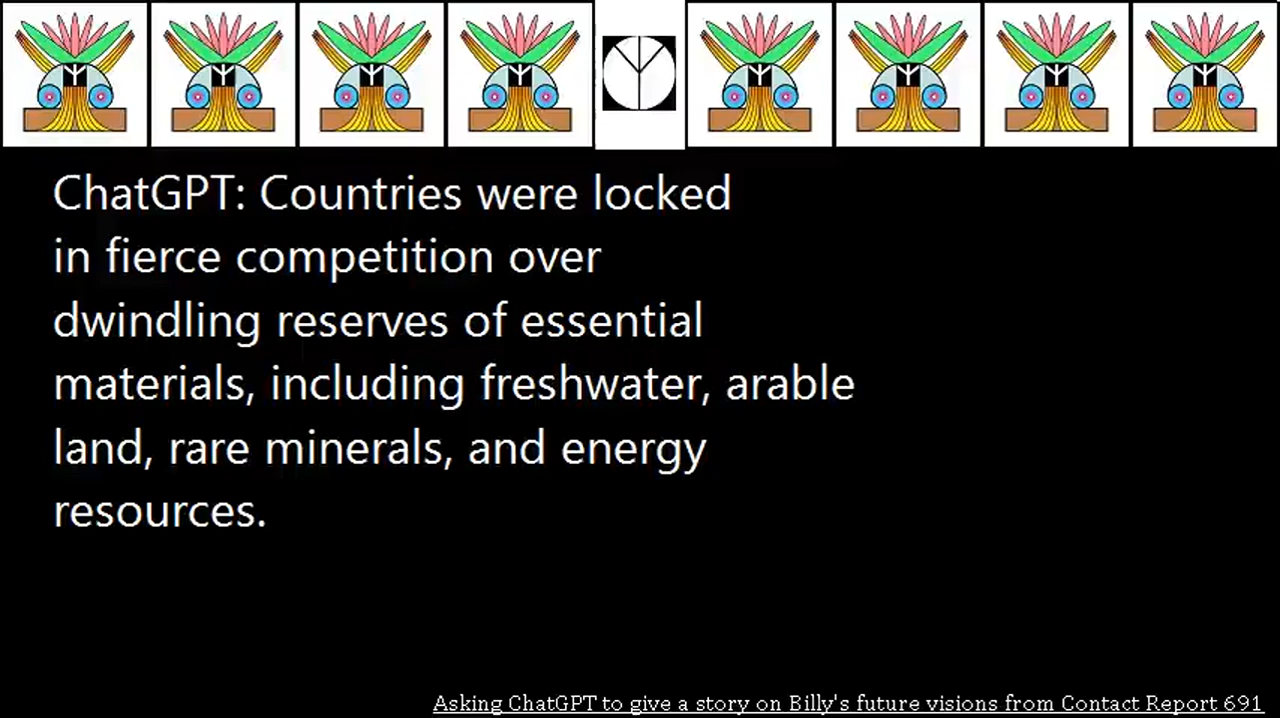 ChatGPT: Countries were locked
in fierce competition over
dwindling reserves of essential
materials, including freshwater, arable
land, rare minerals, and energy
resources.
Asking ChatGPT to give a story on Billy's future visions from Contact Report 691